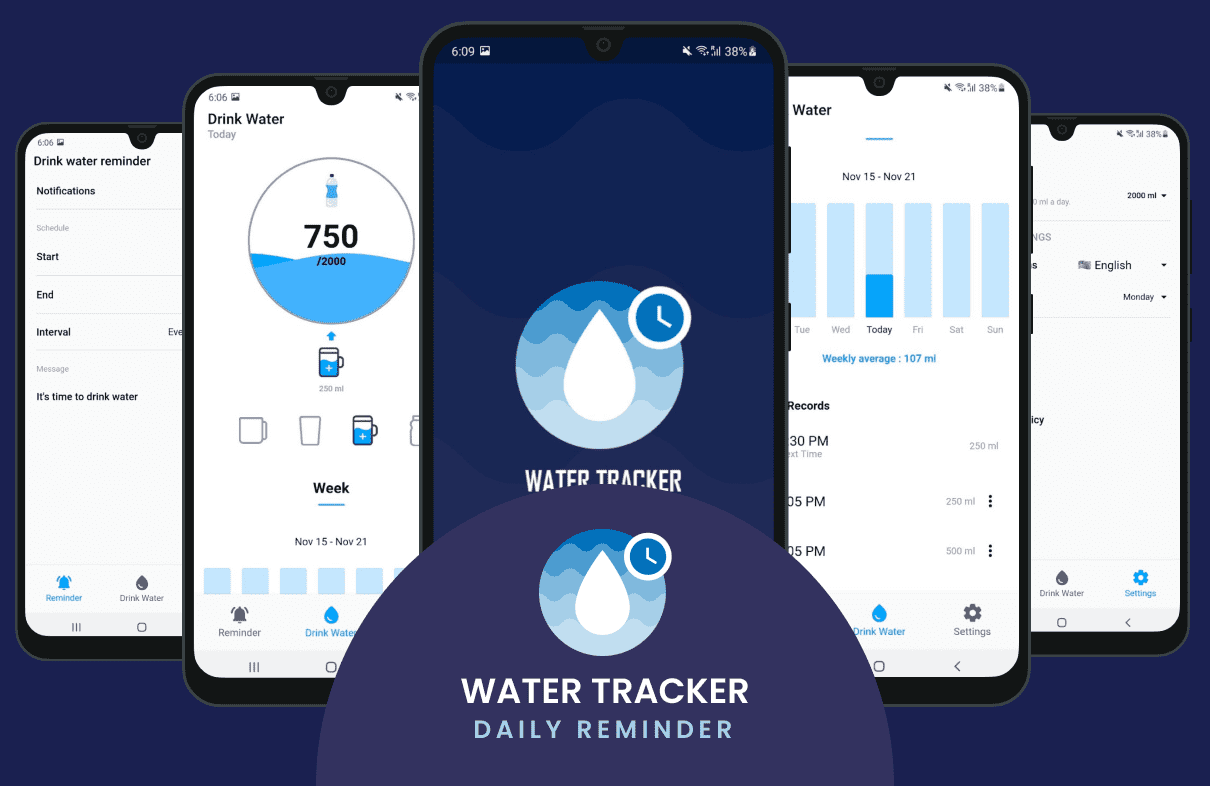 6:06
Drink water reminder
Notifications
Schedule
Start
End
Interval Eve
Message
It's time to drink water
Reminder Drink Water
6:06
Drink Water
Today
750
/2000
250 ml
Week
Nov 15 - Nov 21
Reminder Drink Water
6:09 38%
WATER TRACKER
38%
Water
Nov 15 - Nov 21
Tue Wed Today Fri Sat Sun
Weekly average : 107 ml
Records
:30 PM 250 ml
ext Time
05 PM 250 ml
05 PM 500 ml
Drink Water Settings
38%
2000 ml
0 ml a day.
NGS
s English
Monday
icy
Drink Water Settings
WATER TRACKER
DAILY REMINDER